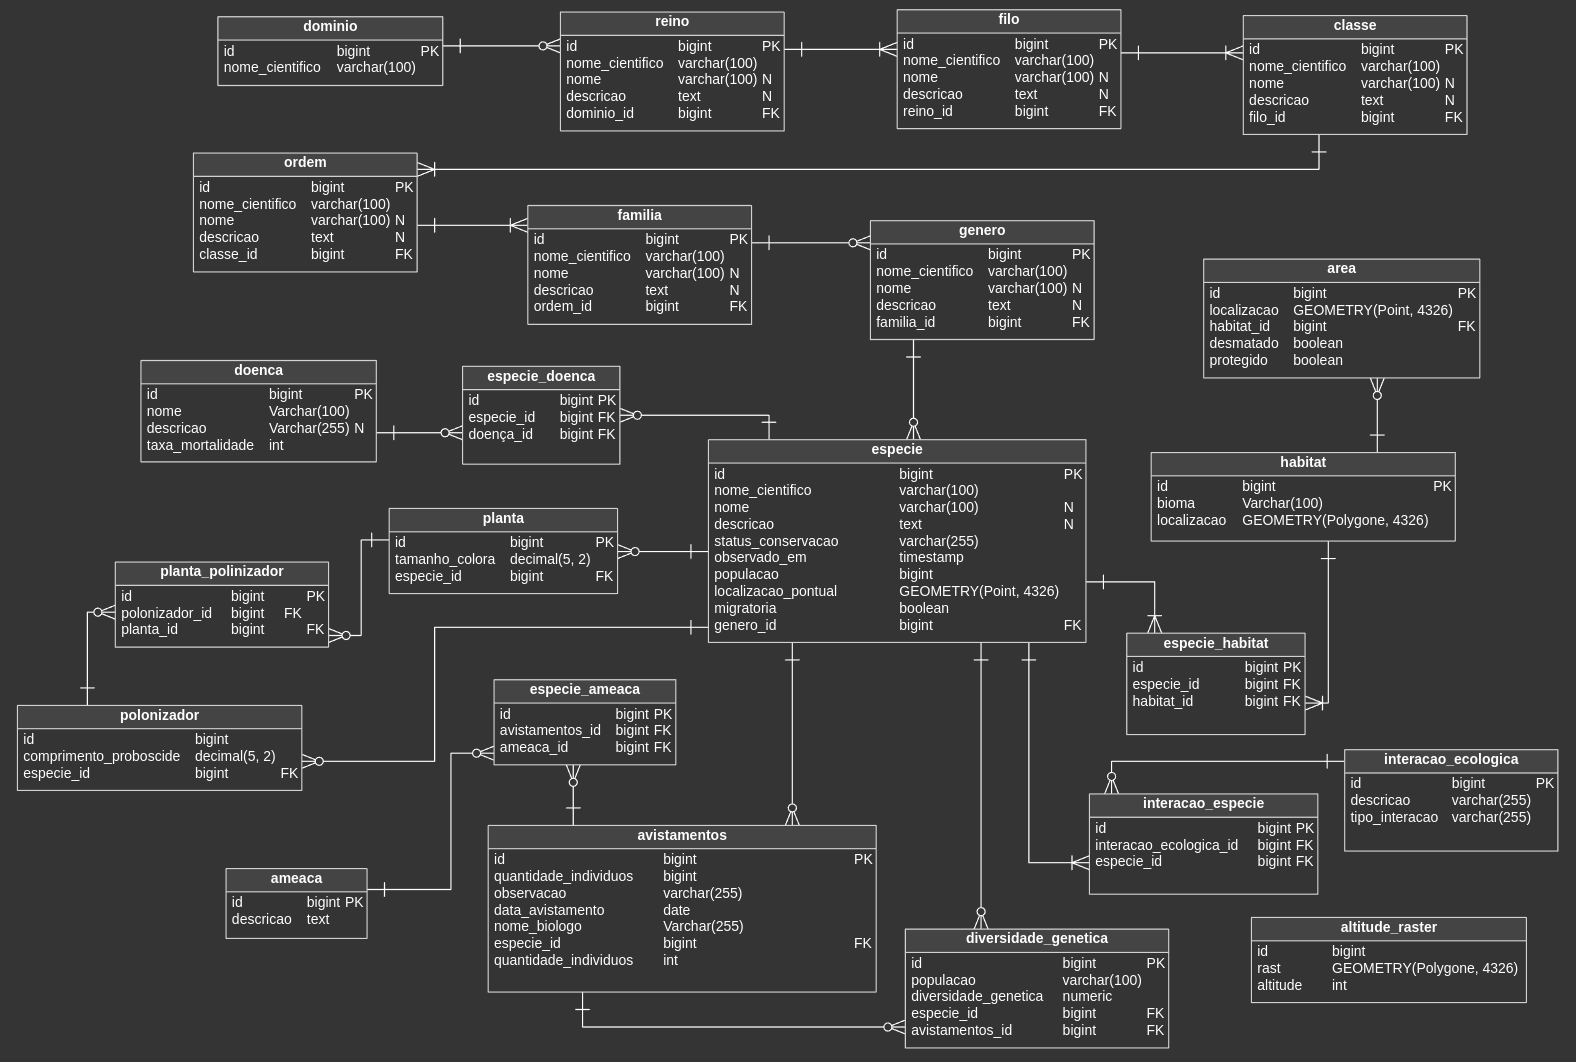 dominio
id bigint PK
nome_cientifico varchar(100)
reino
id bigint PK
nome_cientifico varchar(100)
nome varchar(100) N
descricao text N
dominio_id bigint FK
filo
id bigint PK
nome_cientifico varchar(100)
nome varchar(100) N
descricao text N
reino_id bigint FK
classe
id bigint PK
nome_cientifico varchar(100)
nome varchar(100) N
descricao text N
filo_id bigint FK
ordem
id bigint PK
nome_cientifico varchar(100)
nome varchar(100) N
descricao text N
classe_id bigint FK
familia
id bigint PK
nome_cientifico varchar(100)
nome varchar(100) N
descricao text N
ordem_id bigint FK
genero
id bigint PK
nome_cientifico varchar(100)
nome varchar(100) N
descricao text N
familia_id bigint FK
area
id bigint PK
localizacao GEOMETRY(Point, 4326)
habitat_id bigint FK
desmatado boolean
protegido boolean
doenca
id bigint PK
nome Varchar(100)
descricao Varchar(255) N
taxa_mortalidade int
especie_doenca
id bigint PK
especie_id bigint FK
doença_id bigint FK
especie
id bigint PK
nome_cientifico varchar(100)
nome varchar(100) N
descricao text N
status_conservacao varchar(255)
observado_em timestamp
populacao bigint
localizacao_pontual GEOMETRY(Point, 4326)
migratoria boolean
genero_id bigint FK
habitat
id bigint PK
bioma Varchar(100)
localizacao GEOMETRY(Polygone, 4326)
planta
id bigint PK
tamanho_colora decimal(5, 2)
especie_id bigint FK
planta_polinizador
id bigint PK
polonizador_id bigint FK
planta_id bigint FK
especie_habitat
id bigint PK
especie_id bigint FK
habitat_id bigint FK
polonizador
id bigint
comprimento_proboscide decimal(5, 2)
especie_id bigint FK
especie_ameaca
id bigint PK
avistamentos_id bigint FK
ameaca_id bigint FK
interacao_ecologica
id bigint PK
descricao varchar(255)
tipo_interacao varchar(255)
interacao_especie
id bigint PK
interacao_ecologica_id bigint FK
especie_id bigint FK
avistamentos
id bigint PK
quantidade_individuos bigint
observacao varchar(255)
data_avistamento date
nome_biologo Varchar(255)
especie_id bigint FK
quantidade_individuos int
ameaca
id bigint PK
descricao text
diversidade_genetica
id bigint PK
populacao varchar(100)
diversidade_genetica numeric
especie_id bigint FK
avistamentos_id bigint FK
altitude_raster
id bigint
rast GEOMETRY(Polygone, 4326)
altitude int